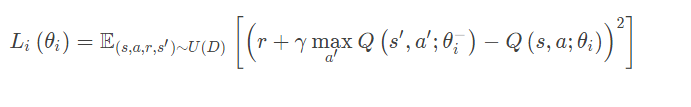 L_i (θ_i) = 𝔼_{(s,a,r,s′)∼U(D)} [ ( r + γ max_{a′} Q (s′, a′; θ_i^−) − Q (s, a; θ_i) )^2 ]